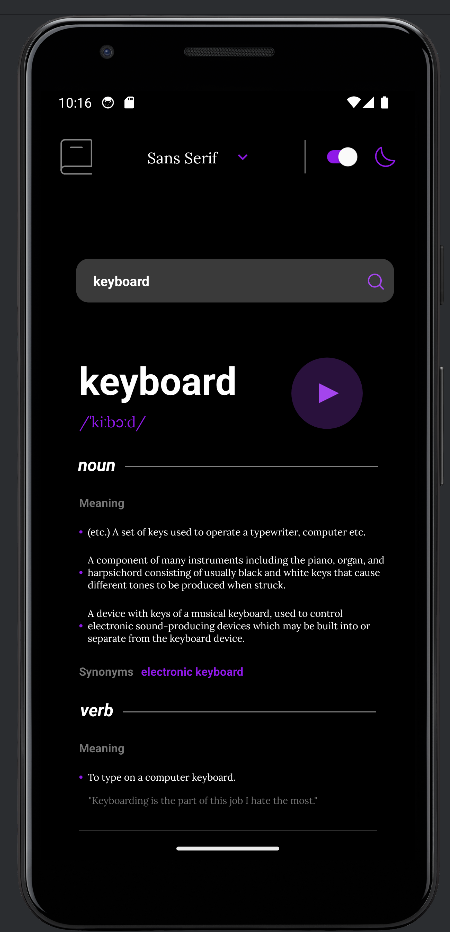 10:16
Sans Serif
keyboard
keyboard
/ˈkiːbɔːd/
noun
Meaning
(etc.) A set of keys used to operate a typewriter, computer etc.
A component of many instruments including the piano, organ, and
harpsichord consisting of usually black and white keys that cause
different tones to be produced when struck.
A device with keys of a musical keyboard, used to control
electronic sound-producing devices which may be built into or
separate from the keyboard device.
Synonyms electronic keyboard
verb
Meaning
To type on a computer keyboard.
"Keyboarding is the part of this job I hate the most."